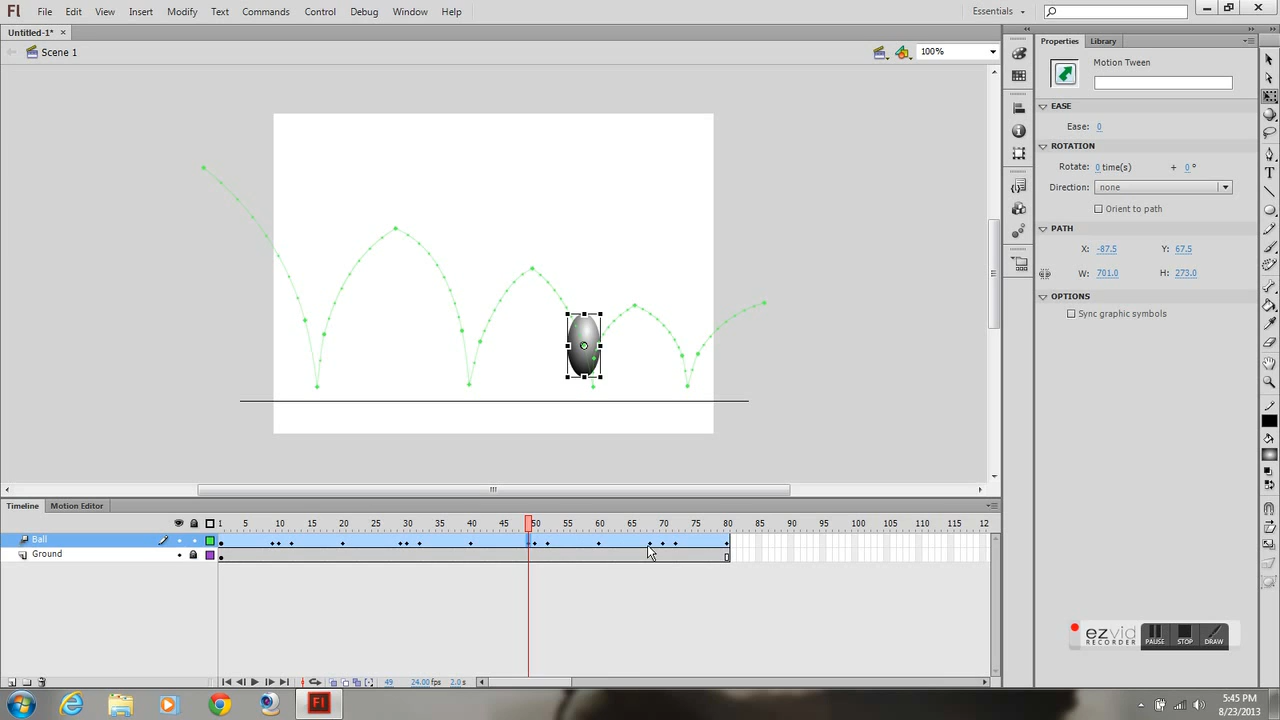 Fl File Edit View Insert Modify Text Commands Control Debug Window Help Essentials
Untitled-1* ×
Scene 1 100%
Properties Library
Motion Tween
EASE
Ease: 0
ROTATION
Rotate: 0 time(s) + 0 °
Direction: none
Orient to path
PATH
X: -87.5 Y: 67.5
W: 701.0 H: 273.0
OPTIONS
Sync graphic symbols
Timeline Motion Editor
1 5 10 15 20 25 30 35 40 45 50 55 60 65 70 75 80 85 90 95 100 105 110 115 12
Ball
Ground
ezvid
RECORDER
PAUSE STOP DRAW
49 24.00 fps 2.0 s
Fl
5:45 PM
8/23/2013